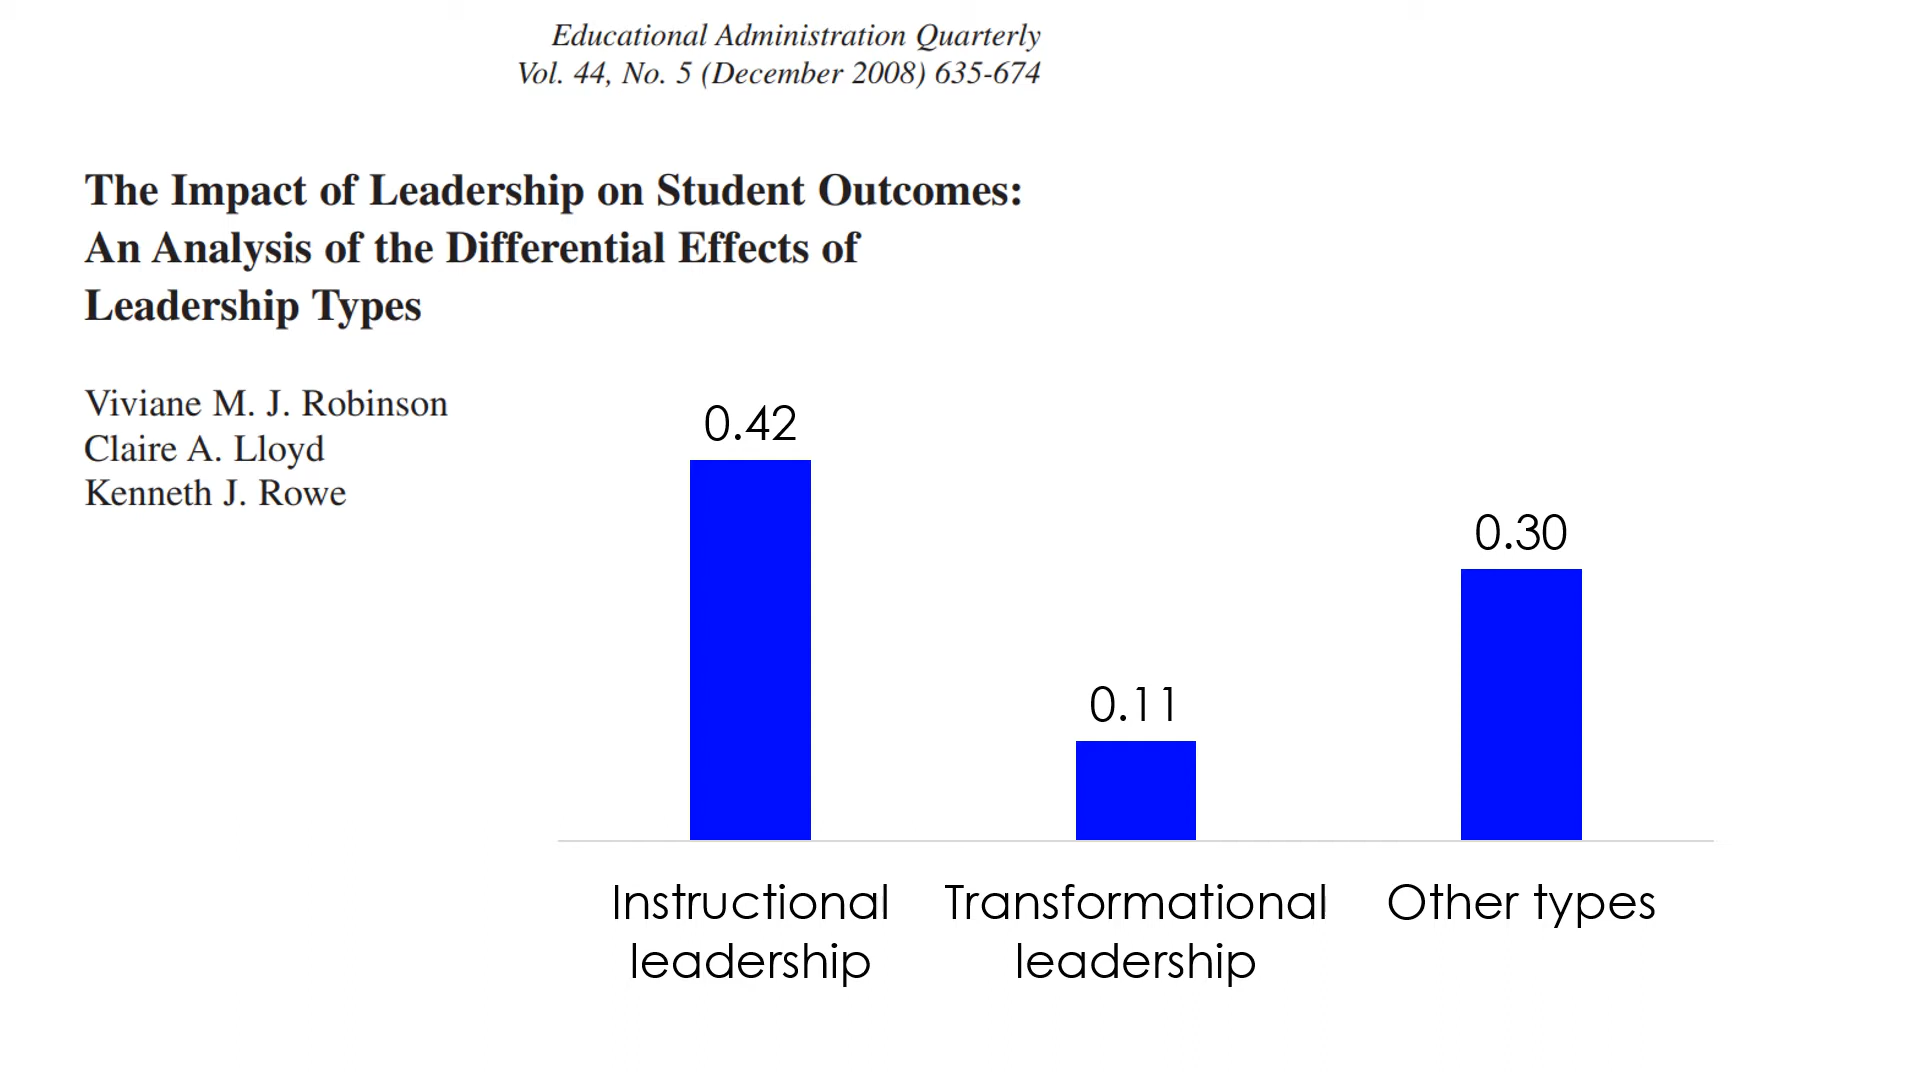 Educational Administration Quarterly
Vol. 44, No. 5 (December 2008) 635-674
The Impact of Leadership on Student Outcomes:
An Analysis of the Differential Effects of
Leadership Types
Viviane M. J. Robinson
Claire A. Lloyd
Kenneth J. Rowe
0.42
0.11
0.30
Instructional
leadership
Transformational
leadership
Other types